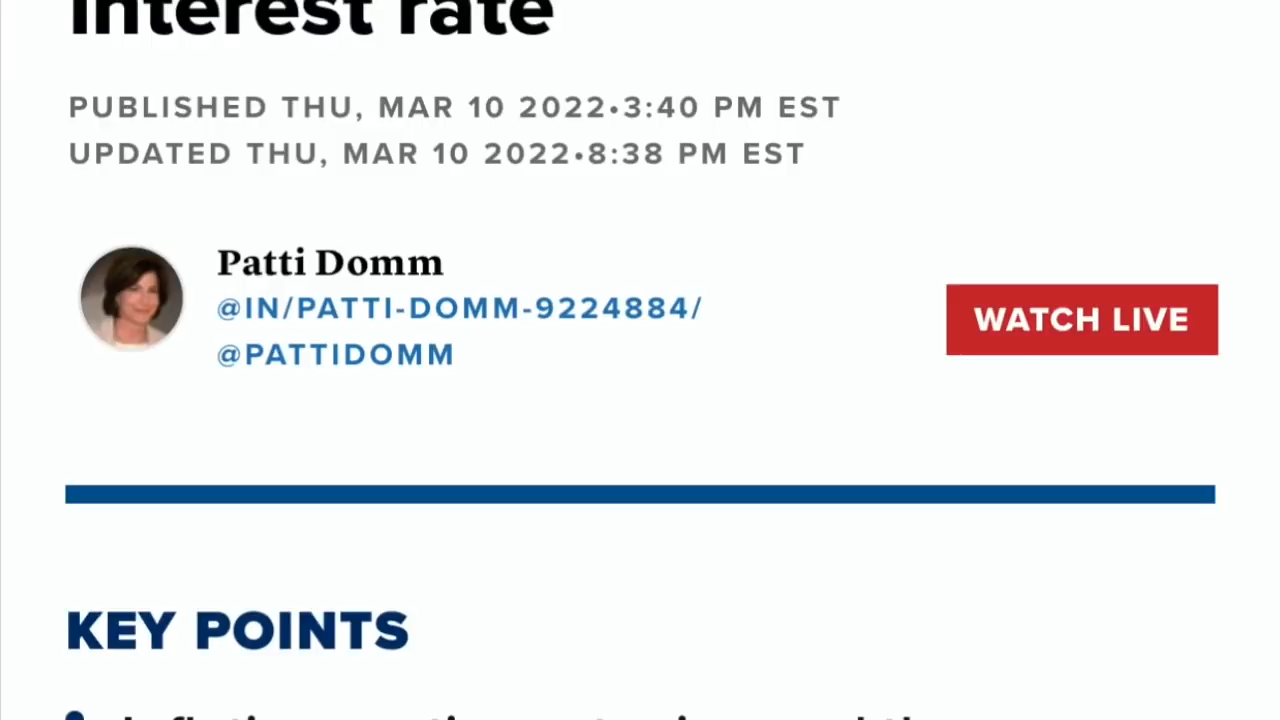 interest rate
PUBLISHED THU, MAR 10 2022•3:40 PM EST
UPDATED THU, MAR 10 2022•8:38 PM EST
Patti Domm
@IN/PATTI-DOMM-9224884/
@PATTIDOMM
WATCH LIVE
KEY POINTS